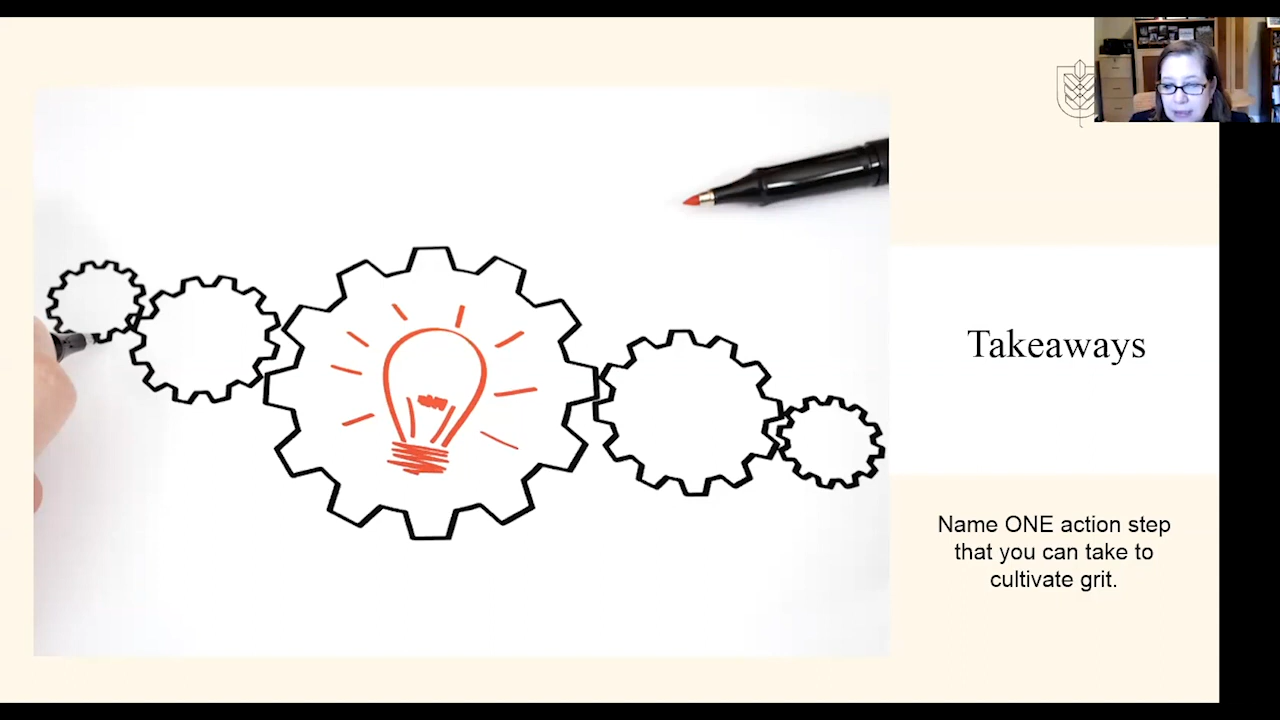 Takeaways
Name ONE action step
that you can take to
cultivate grit.